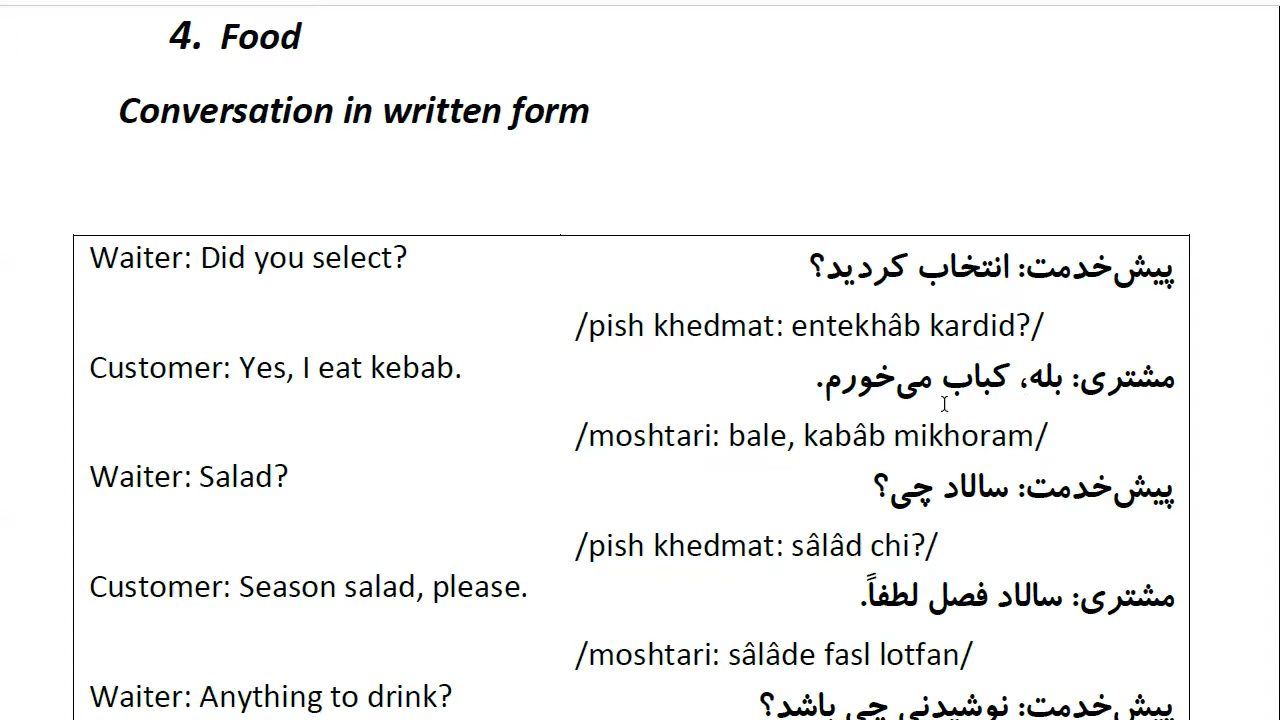 4. Food
Conversation in written form
Waiter: Did you select?
پیش‌خدمت: انتخاب کردید؟
/pish khedmat: entekhâb kardid?/
Customer: Yes, I eat kebab.
مشتری: بله، کباب می‌خورم.
/moshtari: bale, kabâb mikhoram/
Waiter: Salad?
پیش‌خدمت: سالاد چی؟
/pish khedmat: sâlâd chi?/
Customer: Season salad, please.
مشتری: سالاد فصل لطفاً.
/moshtari: sâlâde fasl lotfan/
Waiter: Anything to drink?
پیش‌خدمت: نوشیدنی چی باشد؟